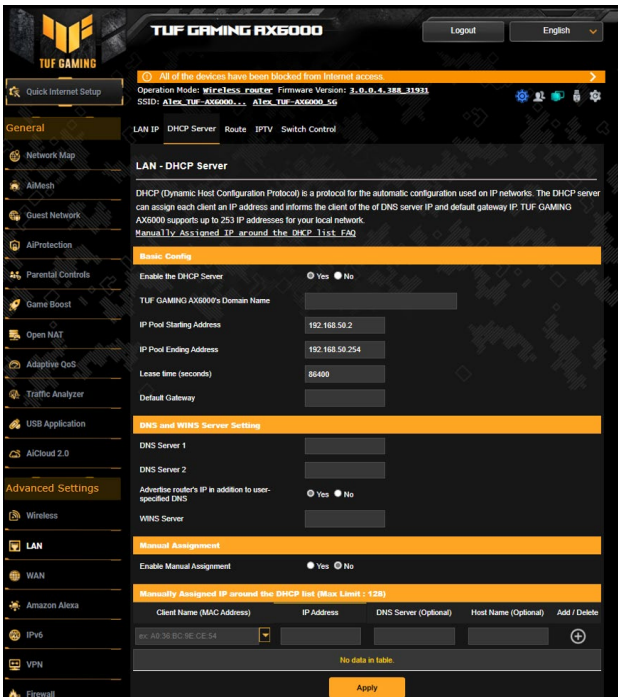 TUF GAMING
TUF GAMING AX6000
Logout
English
Quick Internet Setup
All of the devices have been blocked from Internet access.
Operation Mode: Wireless router Firmware Version: 3.0.0.4.388_31931
SSID: Alex_TUF-AX6000... Alex_TUF-AX6000_5G
General
Network Map
AiMesh
Guest Network
AiProtection
Parental Controls
Game Boost
Open NAT
Adaptive QoS
Traffic Analyzer
USB Application
AiCloud 2.0
Advanced Settings
Wireless
LAN
WAN
Amazon Alexa
IPv6
VPN
Firewall
LAN IP DHCP Server Route IPTV Switch Control
LAN - DHCP Server
DHCP (Dynamic Host Configuration Protocol) is a protocol for the automatic configuration used on IP networks. The DHCP server
can assign each client an IP address and informs the client of the of DNS server IP and default gateway IP. TUF GAMING
AX6000 supports up to 253 IP addresses for your local network.
Manually Assigned IP around the DHCP list FAQ
Basic Config
Enable the DHCP Server Yes No
TUF GAMING AX6000's Domain Name
IP Pool Starting Address 192.168.50.2
IP Pool Ending Address 192.168.50.254
Lease time (seconds) 86400
Default Gateway
DNS and WINS Server Setting
DNS Server 1
DNS Server 2
Advertise router's IP in addition to user-
specified DNS Yes No
WINS Server
Manual Assignment
Enable Manual Assignment Yes No
Manually Assigned IP around the DHCP list (Max Limit : 128)
Client Name (MAC Address) IP Address DNS Server (Optional) Host Name (Optional) Add / Delete
ex: A0:36:BC:9E:CE:54
No data in table.
Apply